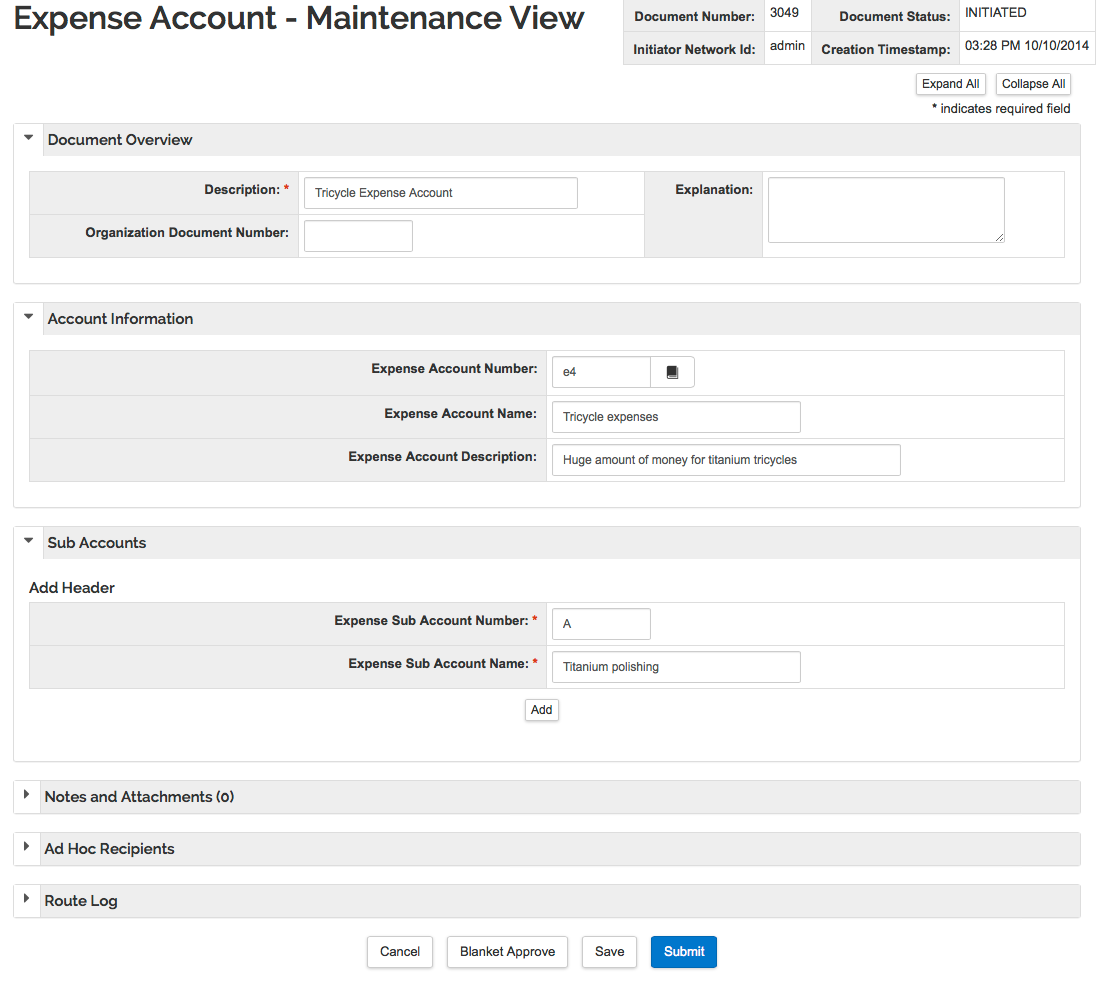 Expense Account - Maintenance View
Document Number: 3049 Document Status: INITIATED
Initiator Network Id: admin Creation Timestamp: 03:28 PM 10/10/2014
Expand All Collapse All
* indicates required field
Document Overview
Description: * Tricycle Expense Account Explanation:
Organization Document Number:
Account Information
Expense Account Number: e4
Expense Account Name: Tricycle expenses
Expense Account Description: Huge amount of money for titanium tricycles
Sub Accounts
Add Header
Expense Sub Account Number: * A
Expense Sub Account Name: * Titanium polishing
Add
Notes and Attachments (0)
Ad Hoc Recipients
Route Log
Cancel Blanket Approve Save Submit